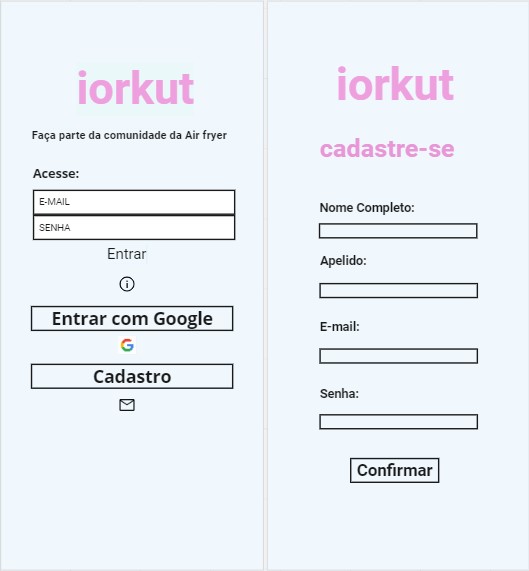 iorkut
Faça parte da comunidade da Air fryer
Acesse:
E-MAIL
SENHA
Entrar
Entrar com Google
Cadastro
iorkut
cadastre-se
Nome Completo:
Apelido:
E-mail:
Senha:
Confirmar